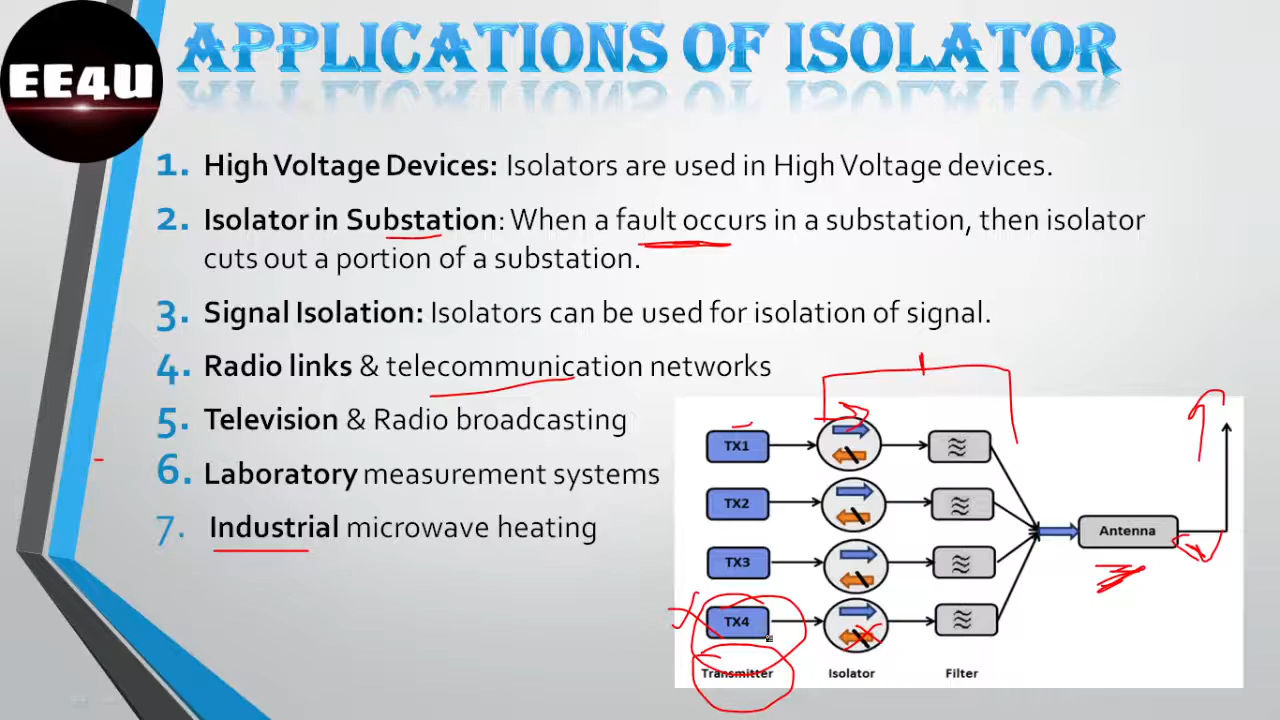 EE4U
APPLICATIONS OF ISOLATOR
1. High Voltage Devices: Isolators are used in High Voltage devices.
2. Isolator in Substation: When a fault occurs in a substation, then isolator
cuts out a portion of a substation.
3. Signal Isolation: Isolators can be used for isolation of signal.
4. Radio links & telecommunication networks
5. Television & Radio broadcasting
6. Laboratory measurement systems
7. Industrial microwave heating
TX1
TX2
TX3
TX4
Antenna
Transmitter Isolator Filter